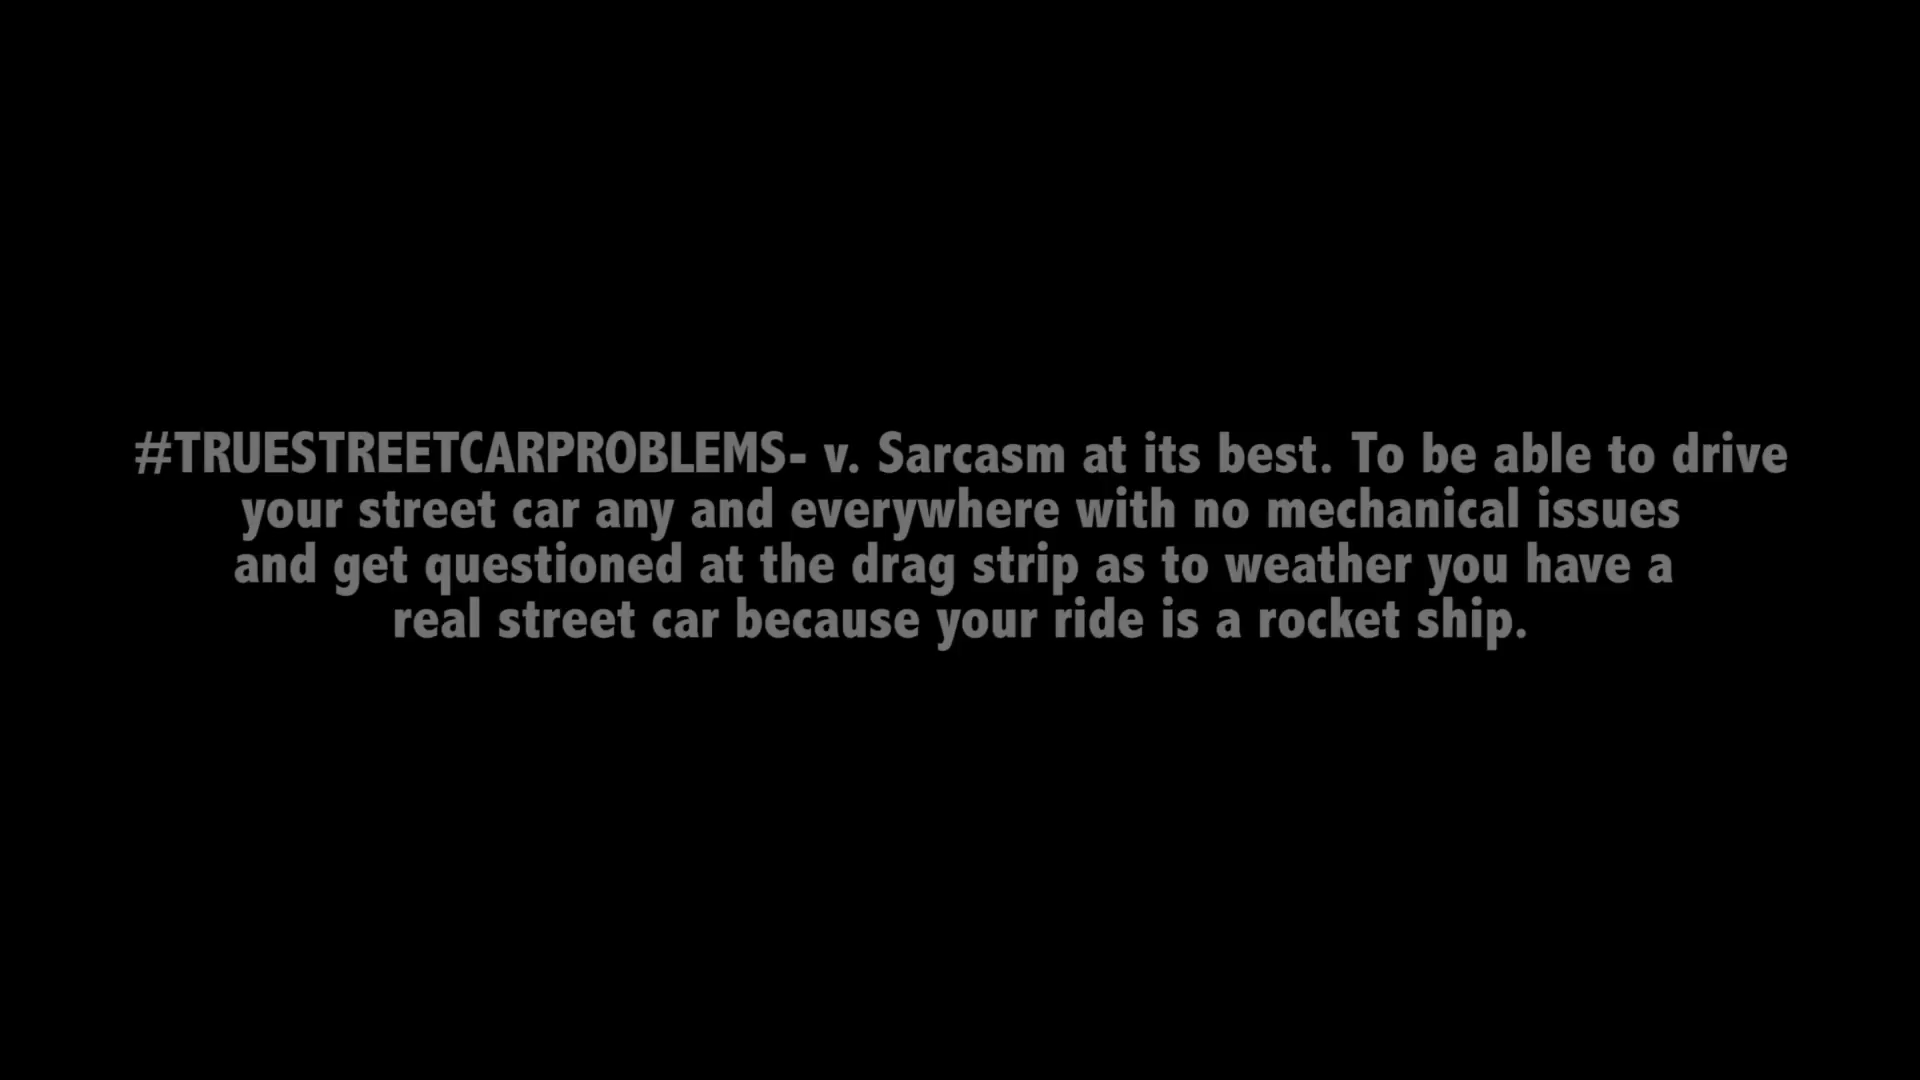 #TRUESTREETCARPROBLEMS- v. Sarcasm at its best. To be able to drive
your street car any and everywhere with no mechanical issues
and get questioned at the drag strip as to weather you have a
real street car because your ride is a rocket ship.